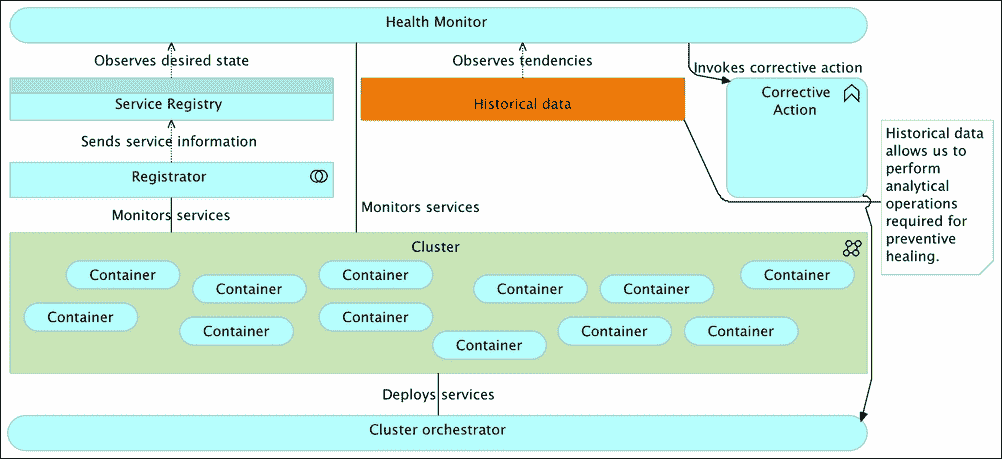 Health Monitor
Observes desired state
Observes tendencies
Invokes corrective action
Service Registry
Historical data
Corrective
Action
Sends service information
Historical data
allows us to
perform
analytical
operations
required for
preventive
healing.
Registrator
Monitors services
Monitors services
Cluster
Container
Container
Container
Container
Container
Container
Container
Container
Container
Container
Container
Container
Deploys services
Cluster orchestrator